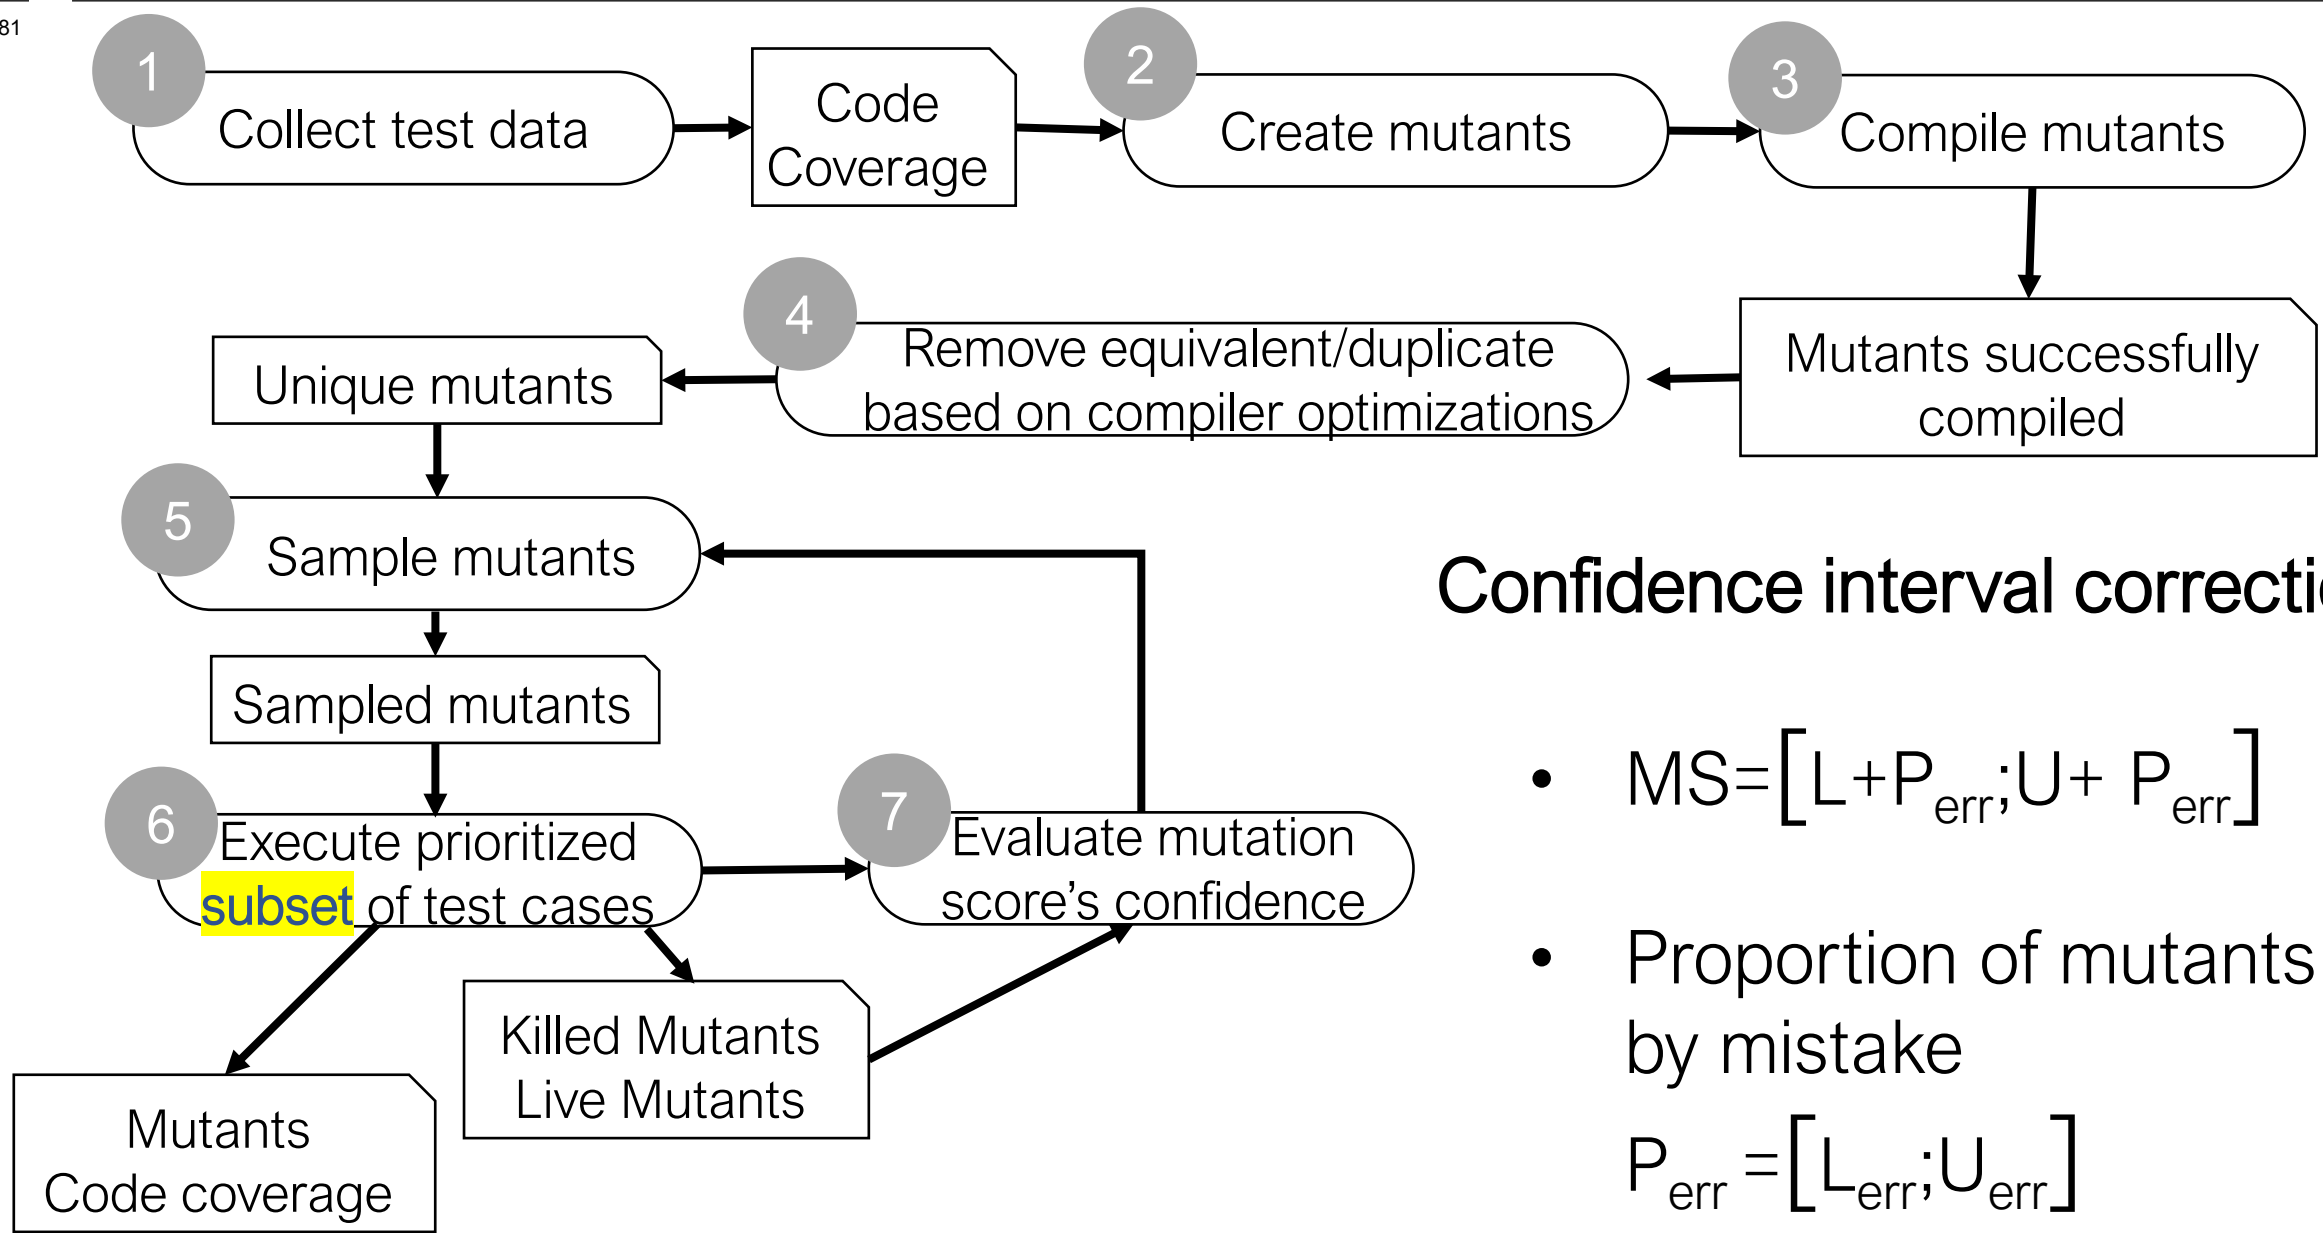 81
1
Collect test data
Code
Coverage
2
Create mutants
3
Compile mutants
Mutants successfully
compiled
4
Remove equivalent/duplicate
based on compiler optimizations
Unique mutants
5
Sample mutants
Sampled mutants
6
Execute prioritized
subset of test cases
7
Evaluate mutation
score’s confidence
Killed Mutants
Live Mutants
Mutants
Code coverage
Confidence interval
• MS=[L+Perr;U+ Perr]
• Proportion of mutants
by mistake
Perr =[Lerr;Uerr]